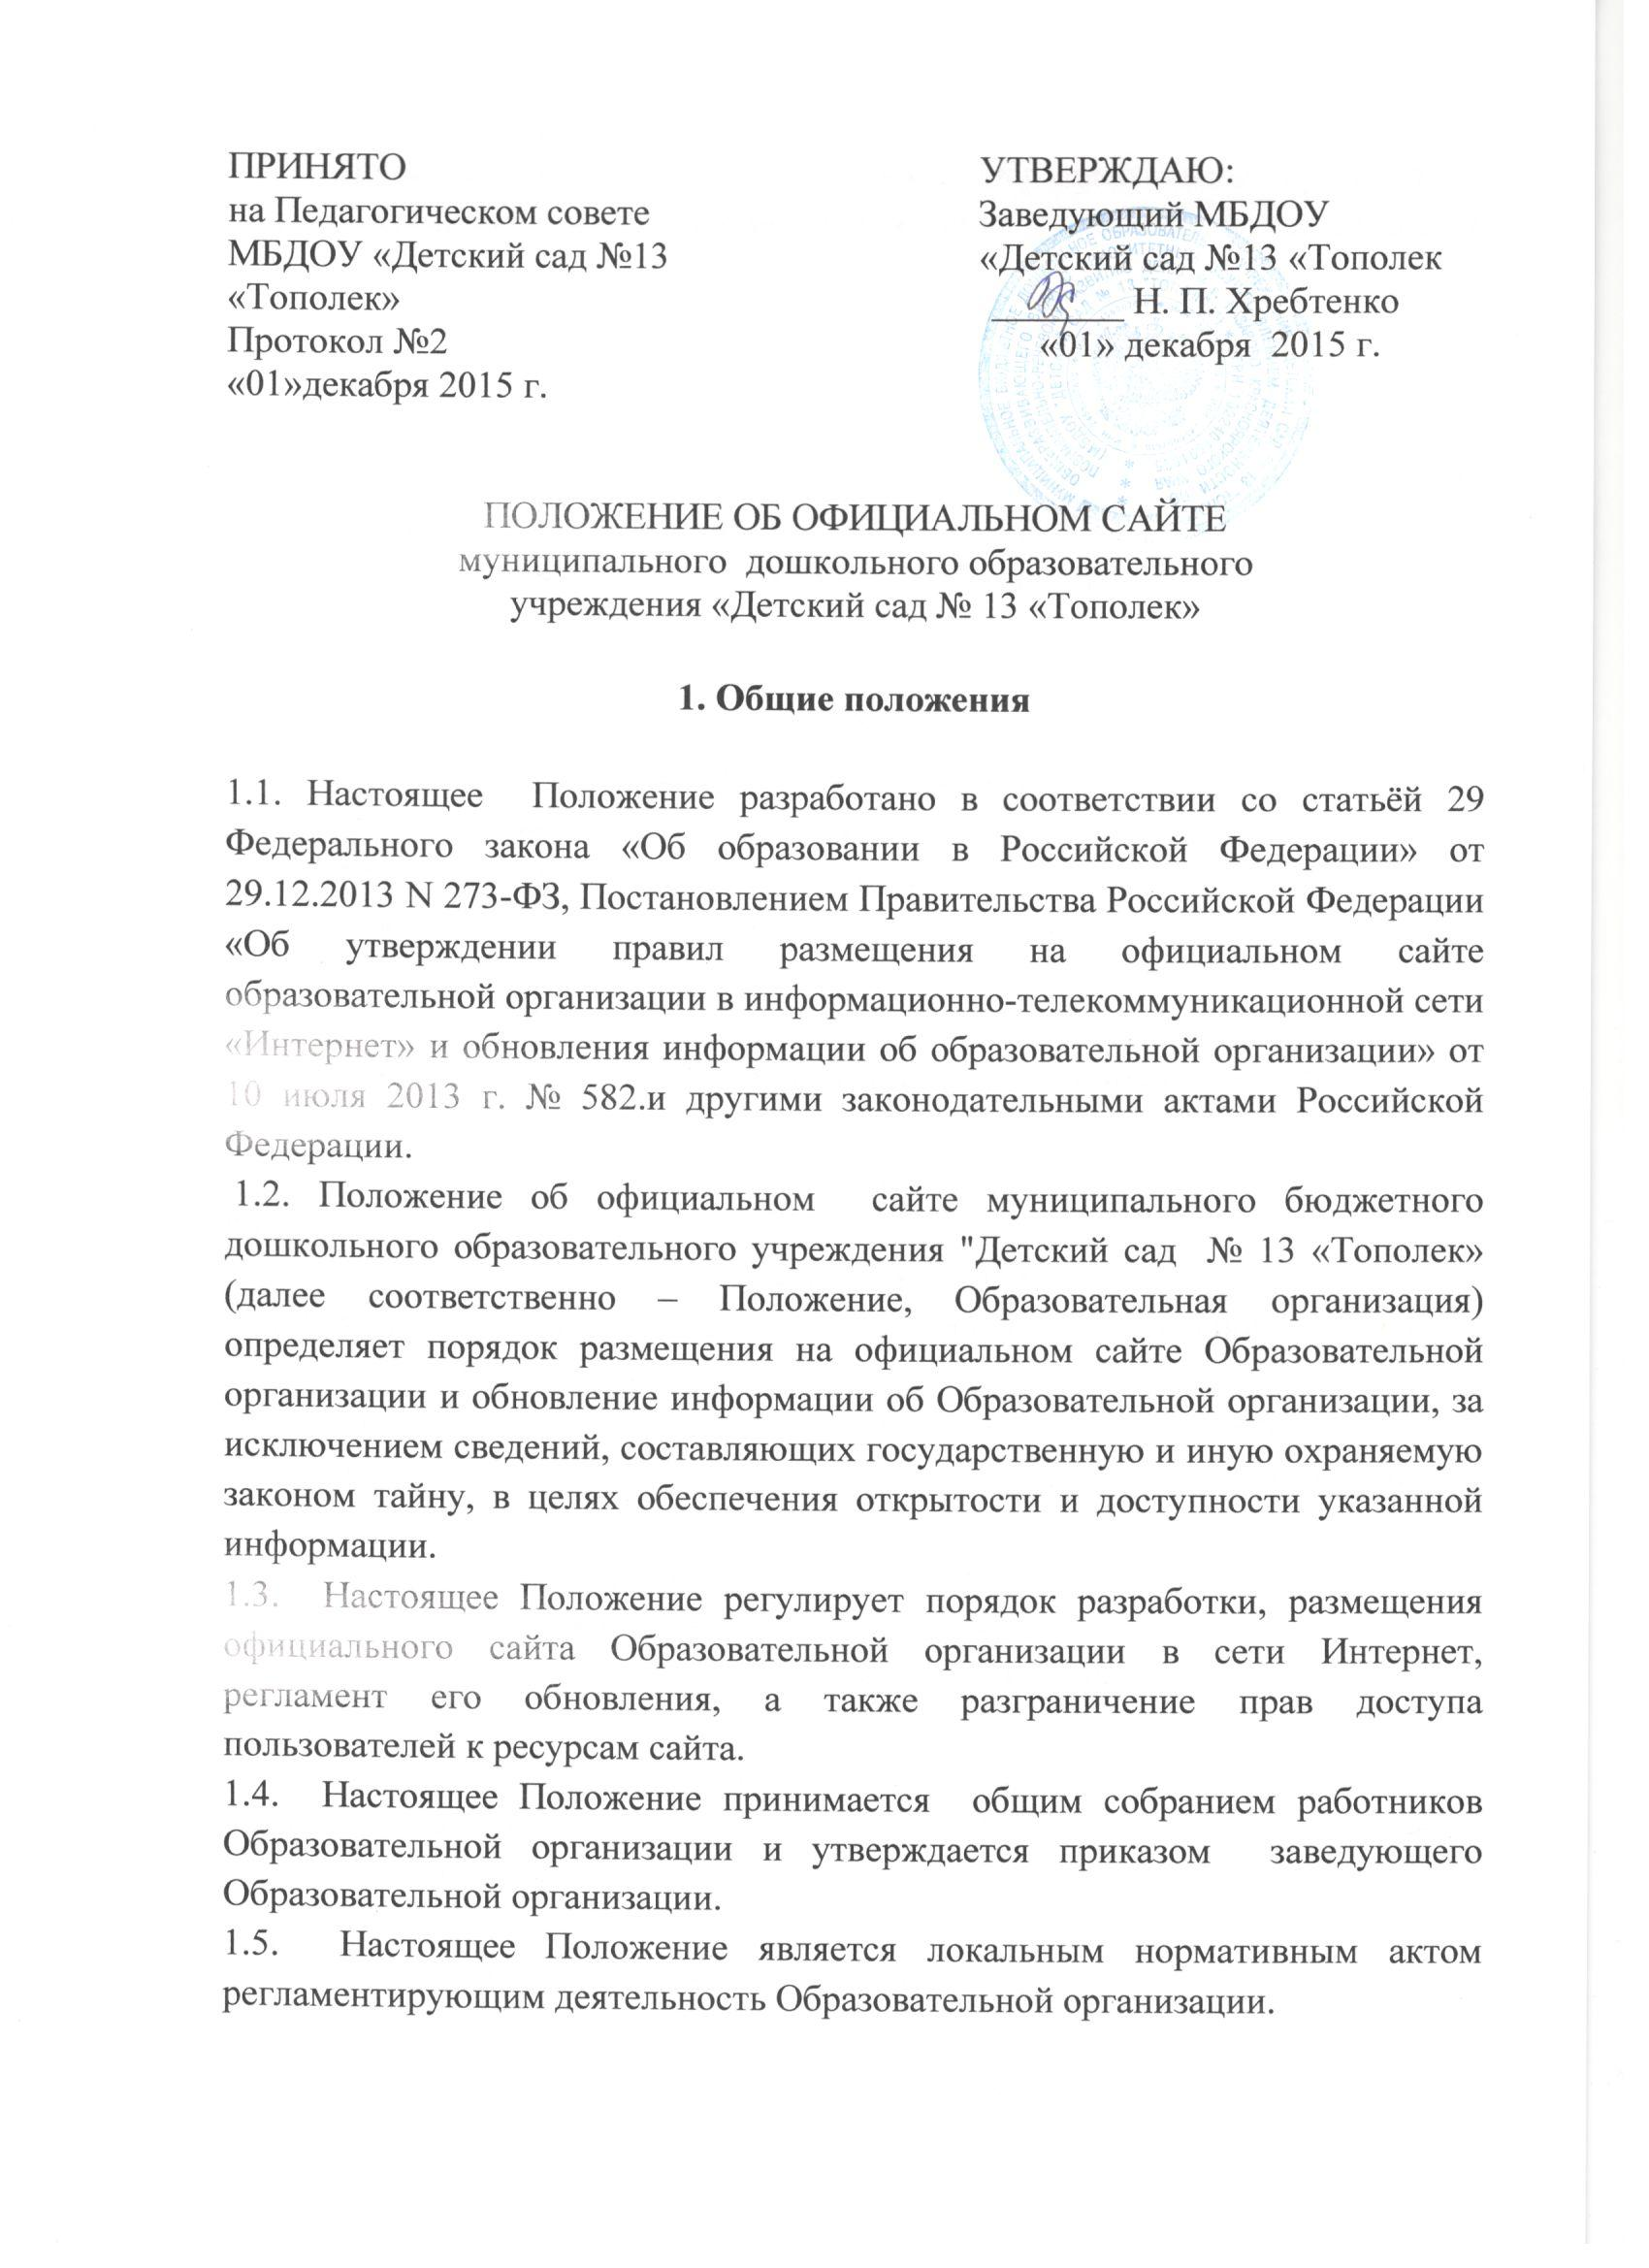 ПРИНЯТО
на Педагогическом совете
МБДОУ «Детский сад №13
«Тополек»
Протокол №2
«01»декабря 2015 г.
УТВЕРЖДАЮ:
Заведующий МБДОУ
«Детский сад №13 «Тополек
Н. П. Хребтенко
«01» декабря 2015 г.
ПОЛОЖЕНИЕ ОБ ОФИЦИАЛЬНОМ САЙТЕ
муниципального дошкольного образовательного
учреждения «Детский сад № 13 «Тополек»
1. Общие положения
1.1. Настоящее Положение разработано в соответствии со статьёй 29
Федерального закона «Об образовании в Российской Федерации» от
29.12.2013 N 273-ФЗ, Постановлением Правительства Российской Федерации
«Об утверждении правил размещения на официальном сайте
образовательной организации в информационно-телекоммуникационной сети
«Интернет» и обновления информации об образовательной организации» от
10 июля 2013 г. № 582.и другими законодательными актами Российской
Федерации.
1.2. Положение об официальном сайте муниципального бюджетного
дошкольного образовательного учреждения "Детский сад № 13 «Тополек»
(далее соответственно – Положение, Образовательная организация)
определяет порядок размещения на официальном сайте Образовательной
организации и обновление информации об Образовательной организации, за
исключением сведений, составляющих государственную и иную охраняемую
законом тайну, в целях обеспечения открытости и доступности указанной
информации.
1.3. Настоящее Положение регулирует порядок разработки, размещения
официального сайта Образовательной организации в сети Интернет,
регламент его обновления, а также разграничение прав доступа
пользователей к ресурсам сайта.
1.4. Настоящее Положение принимается общим собранием работников
Образовательной организации и утверждается приказом заведующего
Образовательной организации.
1.5. Настоящее Положение является локальным нормативным актом
регламентирующим деятельность Образовательной организации.